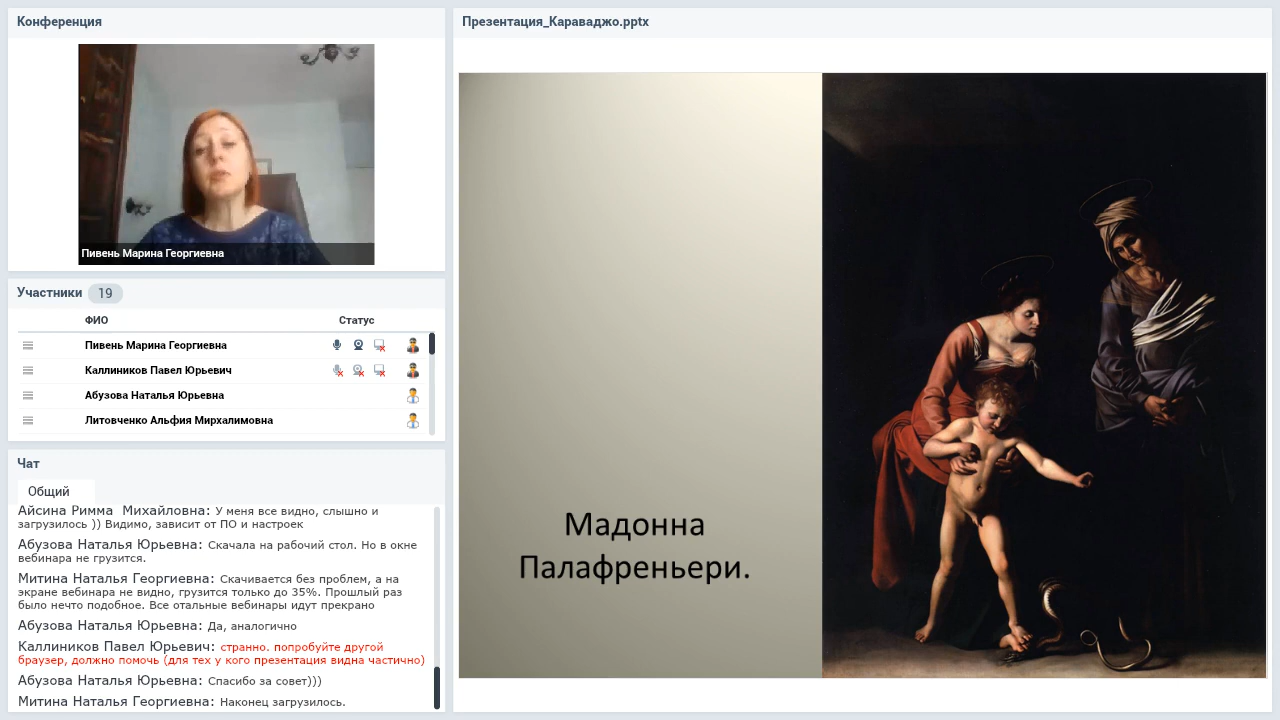 Конференция
Пивень Марина Георгиевна
Участники 19
ФИО Статус
Пивень Марина Георгиевна
Каллиников Павел Юрьевич
Абузова Наталья Юрьевна
Литовченко Альфия Мирхалимовна
Чат
Общий
Айсина Римма Михайловна: У меня все видно, слышно и
загрузилось )) Видимо, зависит от ПО и настроек
Абузова Наталья Юрьевна: Скачала на рабочий стол. Но в окне
вебинара не грузится.
Митина Наталья Георгиевна: Скачивается без проблем, а на
экране вебинара не видно, грузится только до 35%. Прошлый раз
было нечто подобное. Все отальные вебинары идут прекрано
Абузова Наталья Юрьевна: Да, аналогично
Каллиников Павел Юрьевич: странно. попробуйте другой
браузер, должно помочь (для тех у кого презентация видна частично)
Абузова Наталья Юрьевна: Спасибо за совет)))
Митина Наталья Георгиевна: Наконец загрузилось.
Презентация_Караваджо.pptx
Мадонна
Палафреньери.